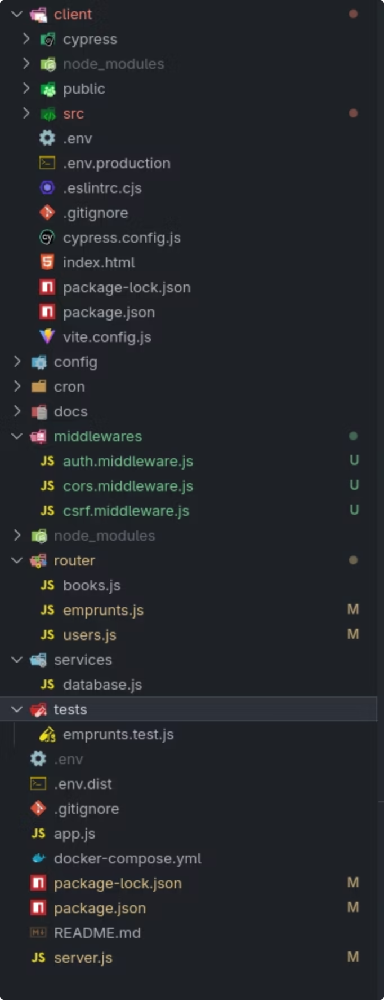 client
cypress
node_modules
public
src
.env
.env.production
.eslintrc.cjs
.gitignore
cypress.config.js
index.html
package-lock.json
package.json
vite.config.js
config
cron
docs
middlewares
JS auth.middleware.js U
JS cors.middleware.js U
JS csrf.middleware.js U
node_modules
router
JS books.js
JS emprunts.js M
JS users.js M
services
JS database.js
tests
emprunts.test.js
.env
.env.dist
.gitignore
JS app.js
docker-compose.yml
package-lock.json M
package.json M
README.md
JS server.js M